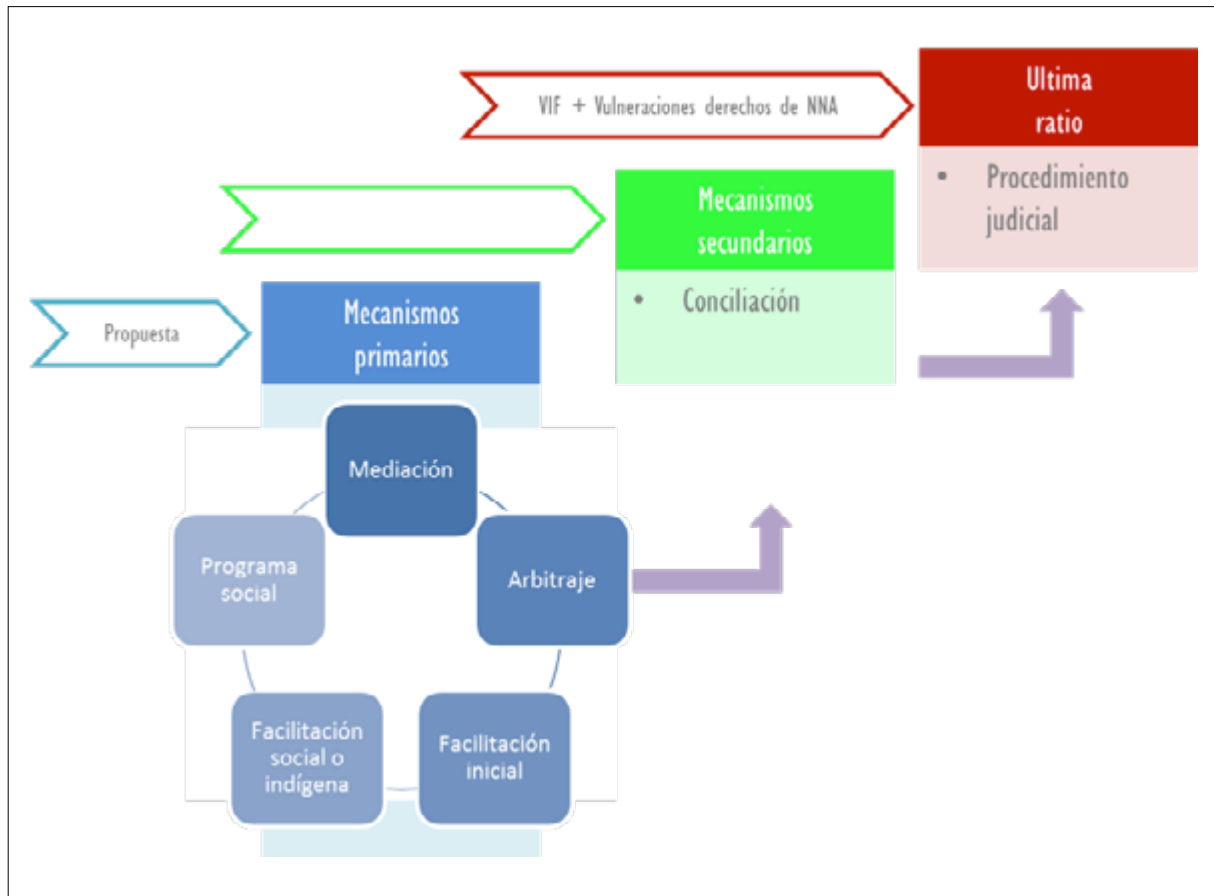 VIF + Vulneraciones derechos de NNA
Ultima
ratio
• Procedimiento
judicial
Mecanismos
secundarios
• Conciliación
Propuesta
Mecanismos
primarios
Mediación
Programa
social
Arbitraje
Facilitación
social o
indígena
Facilitación
inicial